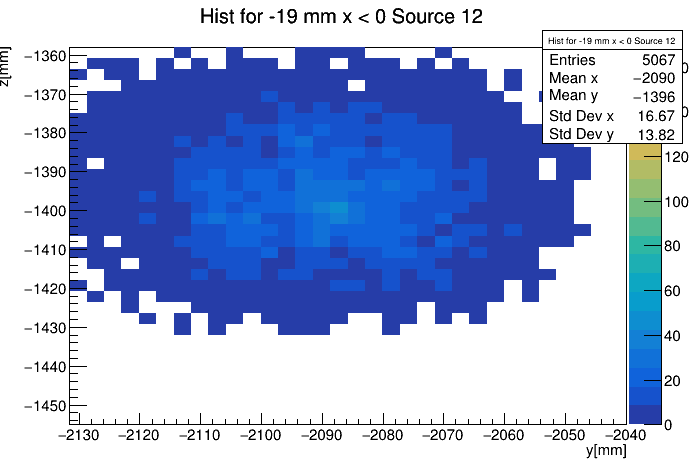 Hist for -19 mm x < 0 Source 12
z[mm]
Hist for -19 mm x < 0 Source 12
Entries 5067
Mean x −2090
Mean y −1396
Std Dev x 16.67
Std Dev y 13.82
−1360
−1370
−1380
−1390
−1400
−1410
−1420
−1430
−1440
−1450
120
100
80
60
40
20
0
−2130 −2120 −2110 −2100 −2090 −2080 −2070 −2060 −2050 −2040
y[mm]